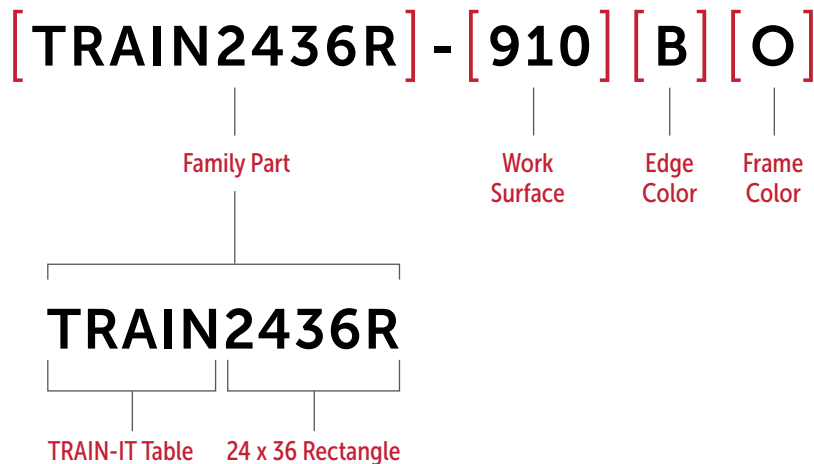 [TRAIN2436R] - [910] [B] [O]
Family Part
Work
Surface
Edge
Color
Frame
Color
TRAIN2436R
TRAIN-IT Table
24 x 36 Rectangle